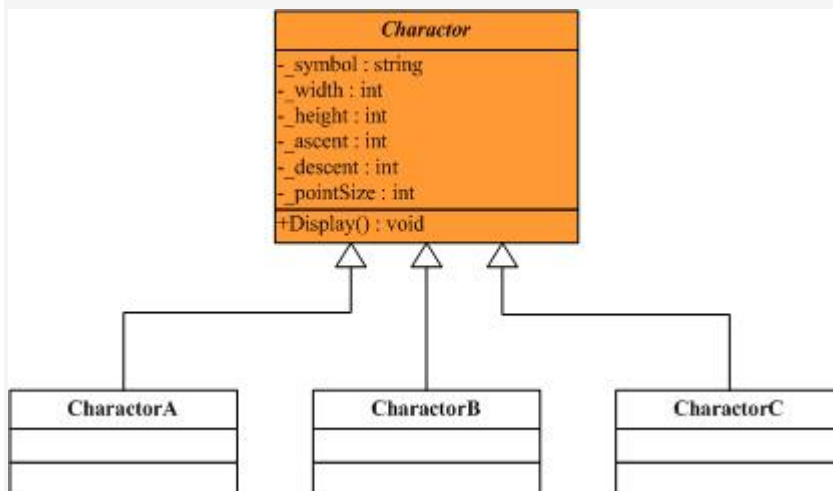 Charactor
-_symbol : string
-_width : int
-_height : int
-_ascent : int
-_descent : int
-_pointSize : int
+Display() : void
CharactorA
CharactorB
CharactorC